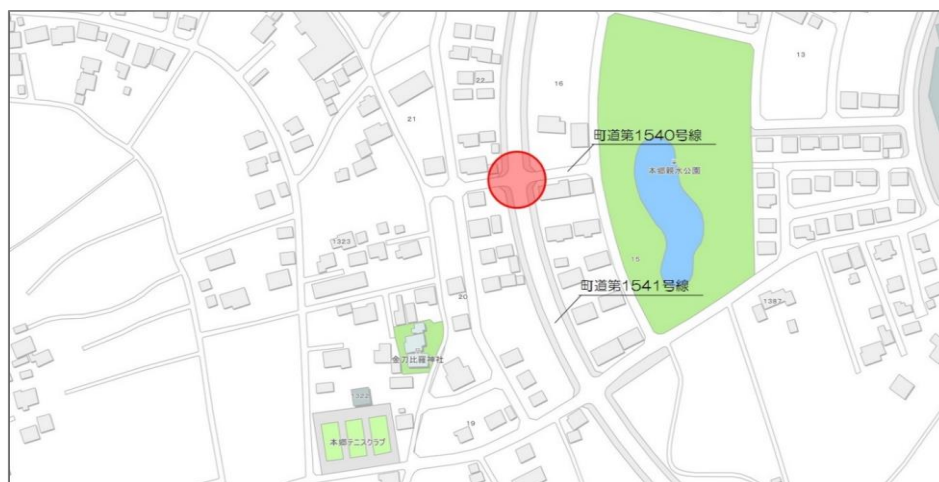 13
22
16
21
町道第1540号線
本郷親水公園
1323
15
町道第1541号線
20
1387
金刀比羅神社
1322
19
本郷テニスクラブ